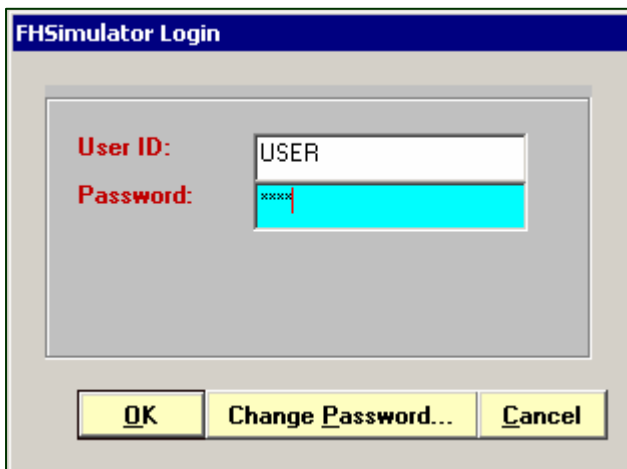 FHSimulator Login
User ID: USER
Password: ****
OK Change Password... Cancel